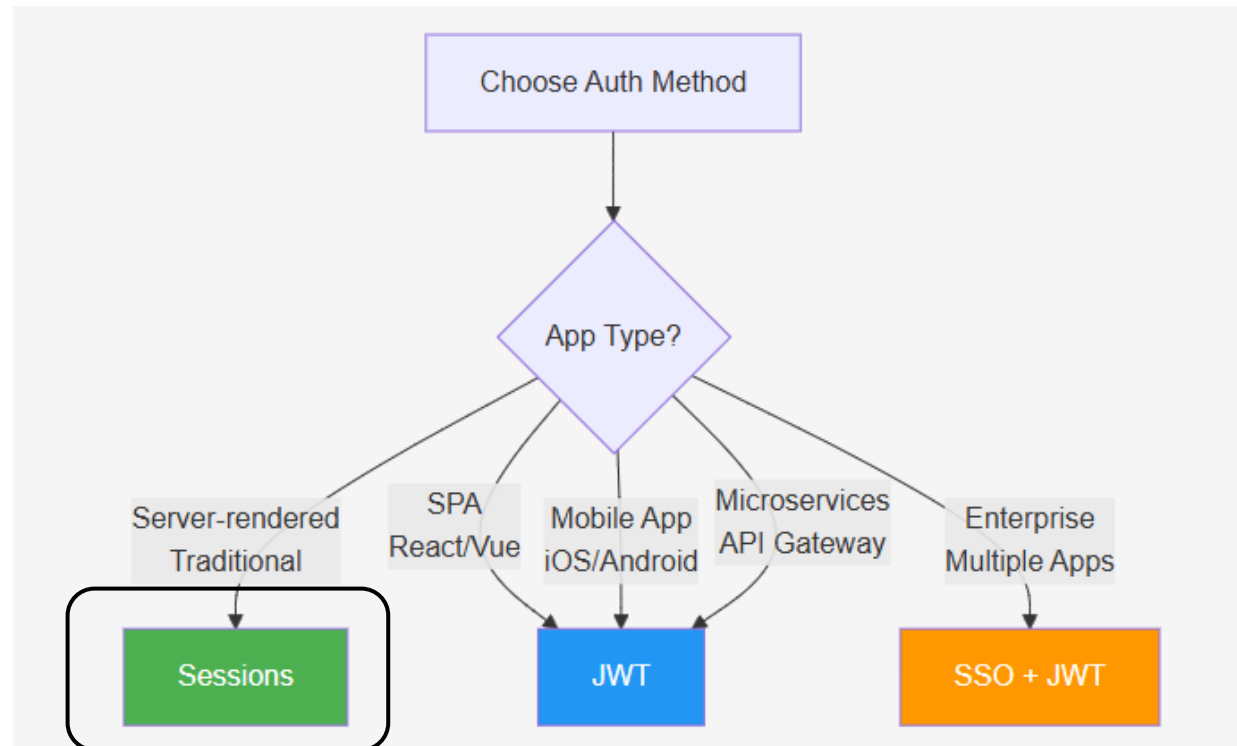 Choose Auth Method
App Type?
Server-rendered
Traditional
SPA
React/Vue
Mobile App
iOS/Android
Microservices
API Gateway
Enterprise
Multiple Apps
Sessions
JWT
SSO + JWT